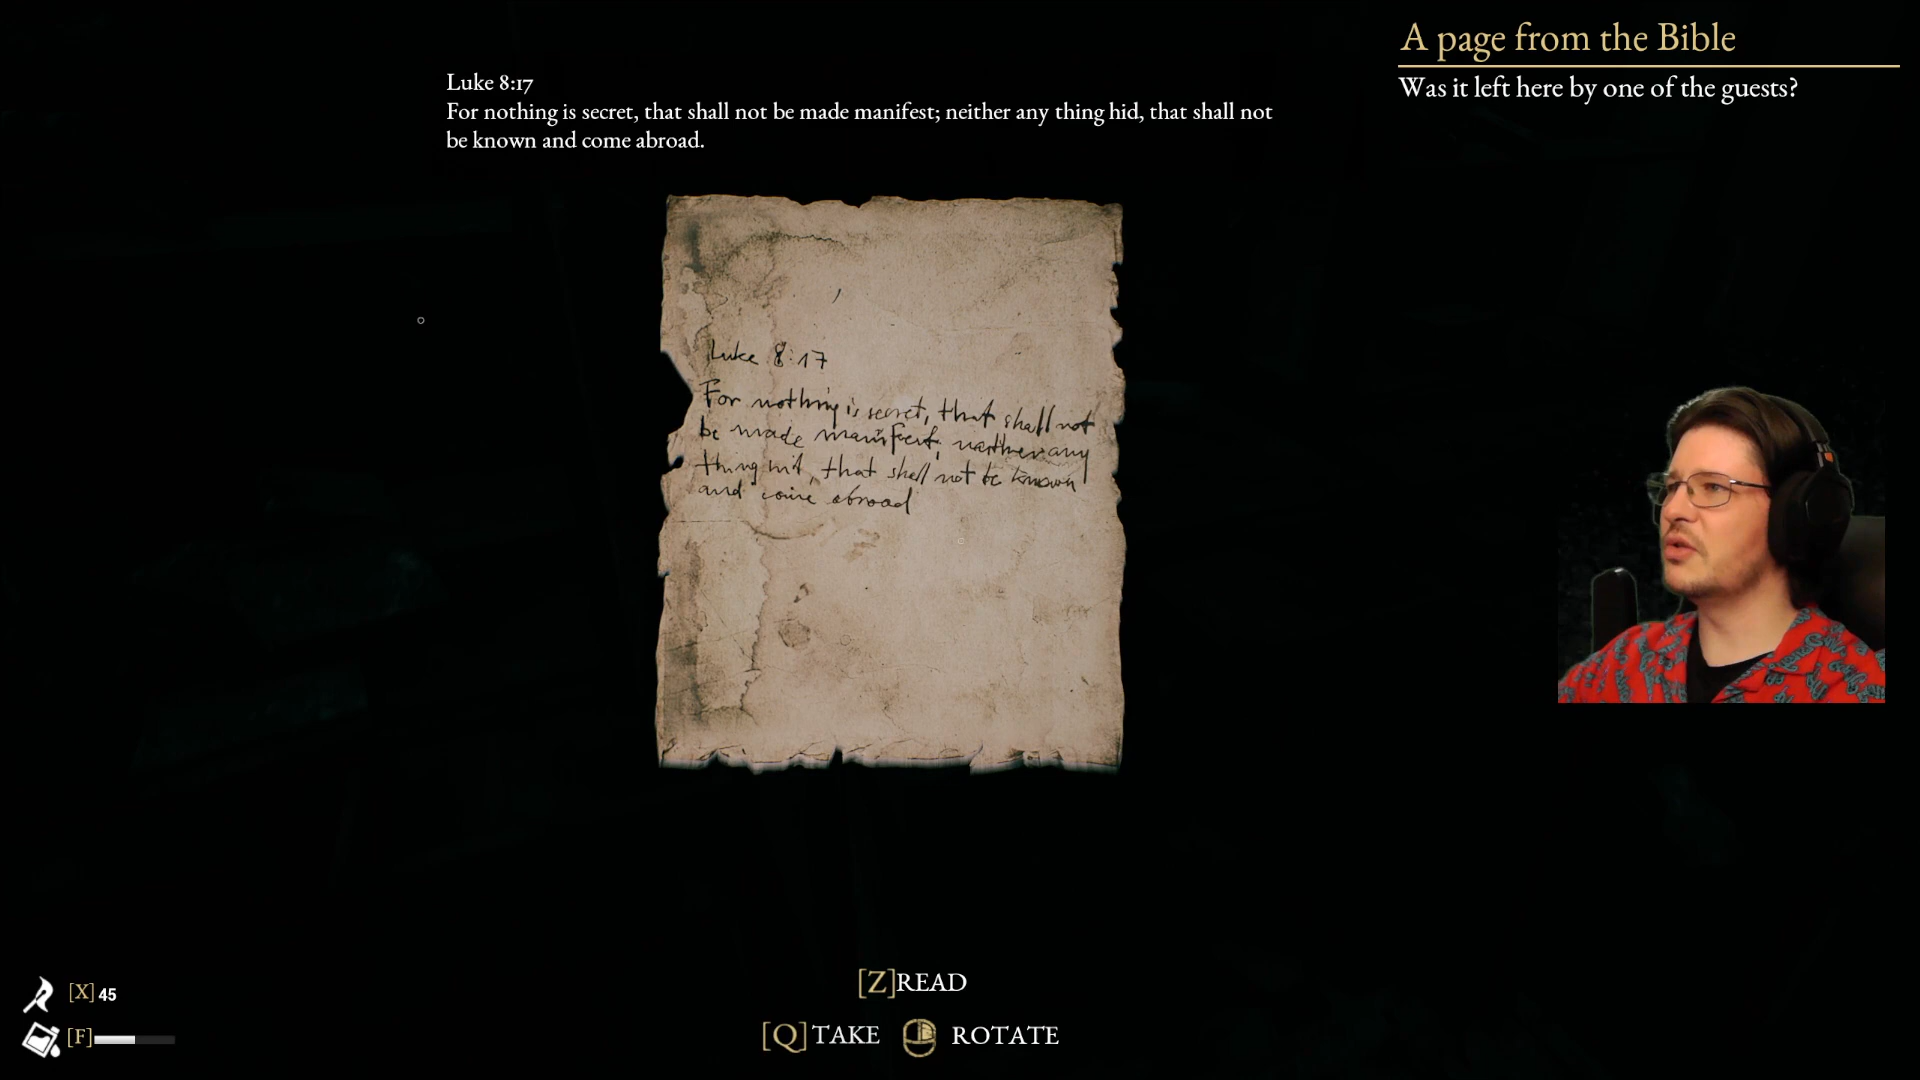 A page from the Bible
Was it left here by one of the guests?
Luke 8:17
For nothing is secret, that shall not be made manifest; neither any thing hid, that shall not
be known and come abroad.
Luke 8:17
For nothing is secret, that shall not
be made manifest; neither any
thing hid, that shall not be known
and come abroad
[Z] READ
[Q] TAKE ROTATE
[X] 45
[F]